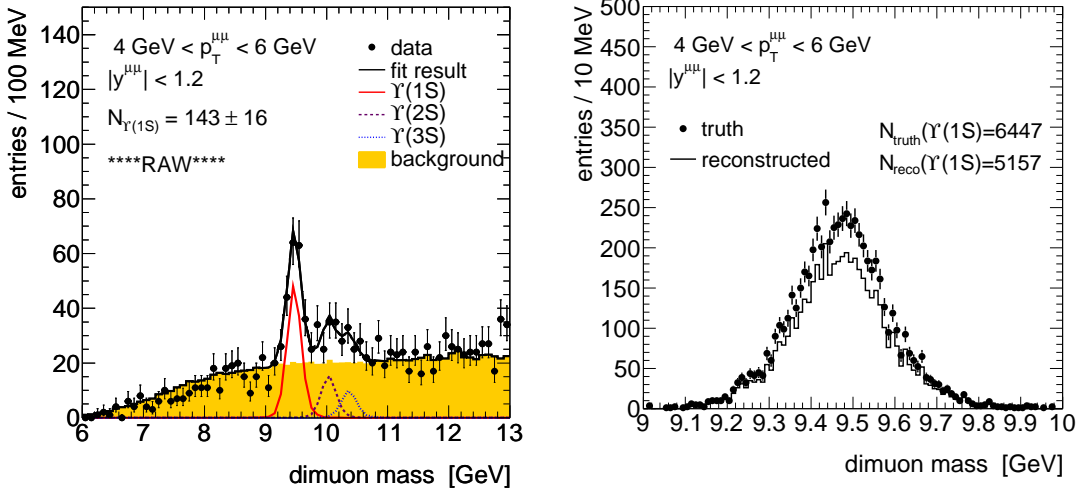 entries / 100 MeV
140
120
100
80
60
40
20
0
4 GeV < p_T^μμ < 6 GeV
|y^μμ| < 1.2
N_ϒ(1S) = 143 ± 16
****RAW****
data
fit result
ϒ(1S)
ϒ(2S)
ϒ(3S)
background
6 7 8 9 10 11 12 13
dimuon mass [GeV]
entries / 10 MeV
500
450
400
350
300
250
200
150
100
50
0
4 GeV < p_T^μμ < 6 GeV
|y^μμ| < 1.2
truth
reconstructed
N_truth(ϒ(1S)=6447
N_reco(ϒ(1S)=5157
9 9.1 9.2 9.3 9.4 9.5 9.6 9.7 9.8 9.9 10
dimuon mass [GeV]